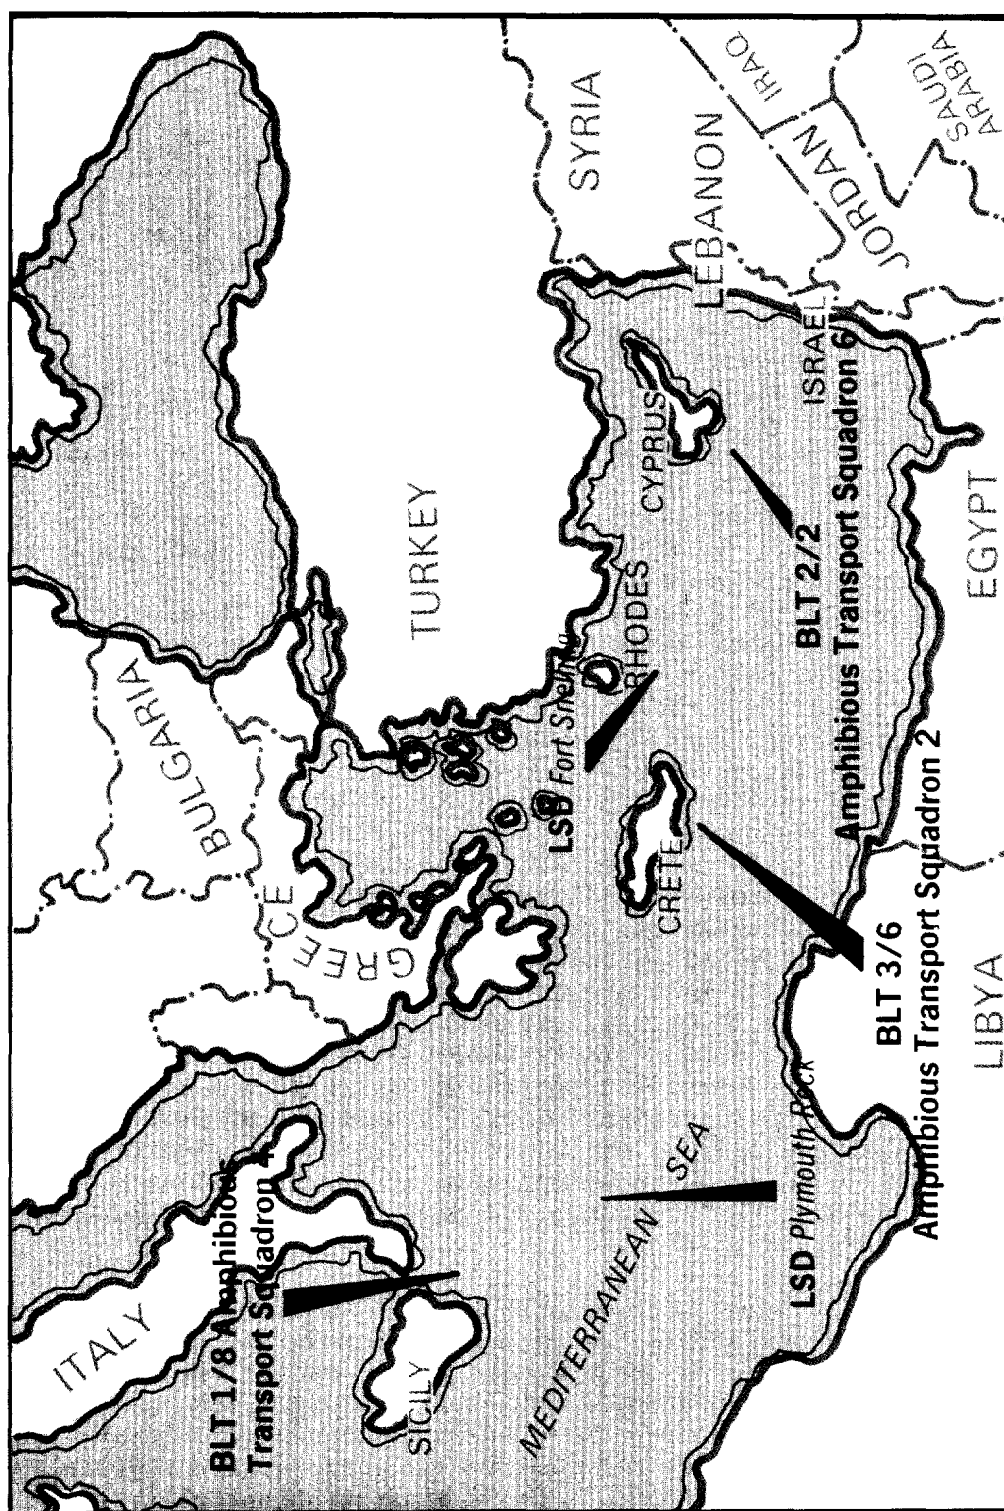 ITALY
BLT 1/8 Amphibious
Transport Squadron 4
SICILY
MEDITERRANEAN SEA
LSD Plymouth Rock
GREECE
BULGARIA
TURKEY
LSD Fort Snelling
RHODES
CRETE
CYPRUS
BLT 3/6
Amphibious Transport Squadron 2
BLT 2/2
Amphibious Transport Squadron 6
LIBYA
EGYPT
SYRIA
LEBANON
ISRAEL
JORDAN
IRAQ
SAUDI
ARABIA